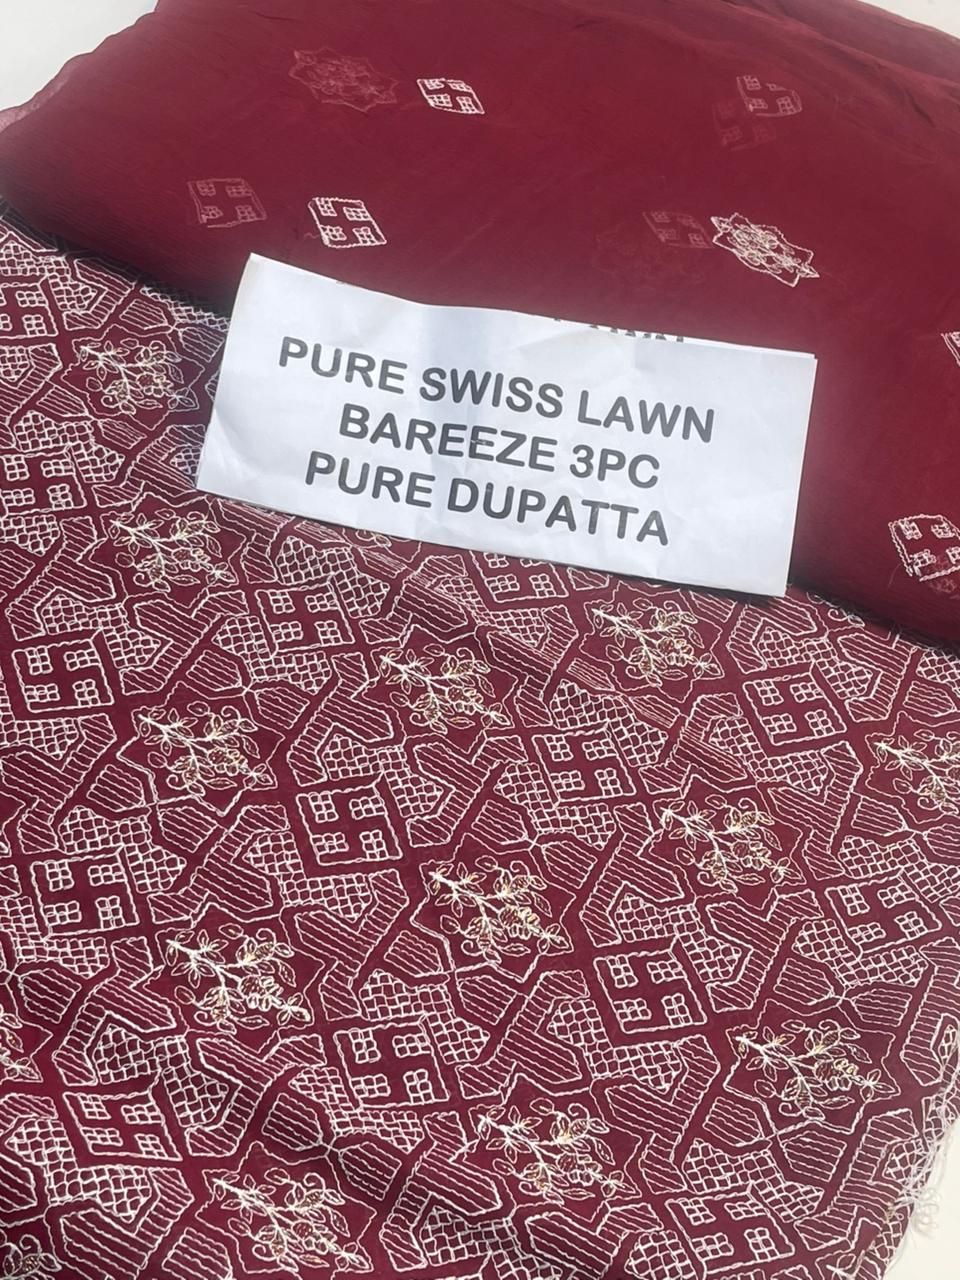 PURE SWISS LAWN
BAREEZE 3PC
PURE DUPATTA